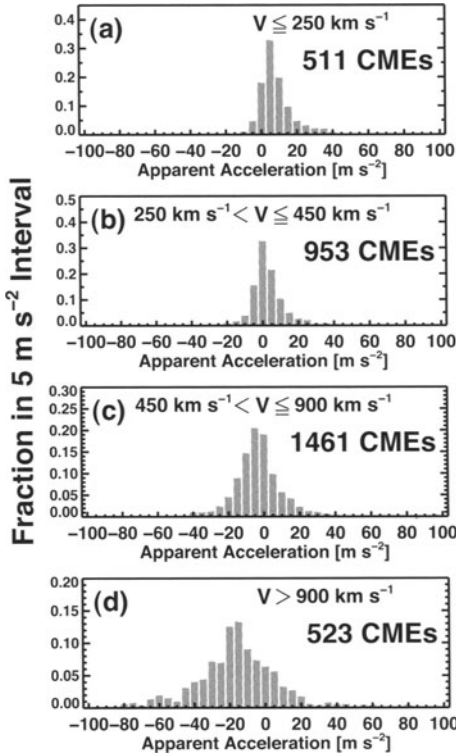 Fraction in 5 m s⁻² Interval
(a) V ≦ 250 km s⁻¹
511 CMEs
0.4
0.3
0.2
0.1
0.0
−100 −80 −60 −40 −20 0 20 40 60 80 100
Apparent Acceleration [m s⁻²]
(b) 250 km s⁻¹ < V ≦ 450 km s⁻¹
953 CMEs
0.5
0.4
0.3
0.2
0.1
0.0
−100 −80 −60 −40 −20 0 20 40 60 80 100
Apparent Acceleration [m s⁻²]
(c) 450 km s⁻¹ < V ≦ 900 km s⁻¹
1461 CMEs
0.30
0.25
0.20
0.15
0.10
0.05
0.00
−100 −80 −60 −40 −20 0 20 40 60 80 100
Apparent Acceleration [m s⁻²]
(d) V > 900 km s⁻¹
523 CMEs
0.20
0.15
0.10
0.05
0.00
−100 −80 −60 −40 −20 0 20 40 60 80 100
Apparent Acceleration [m s⁻²]